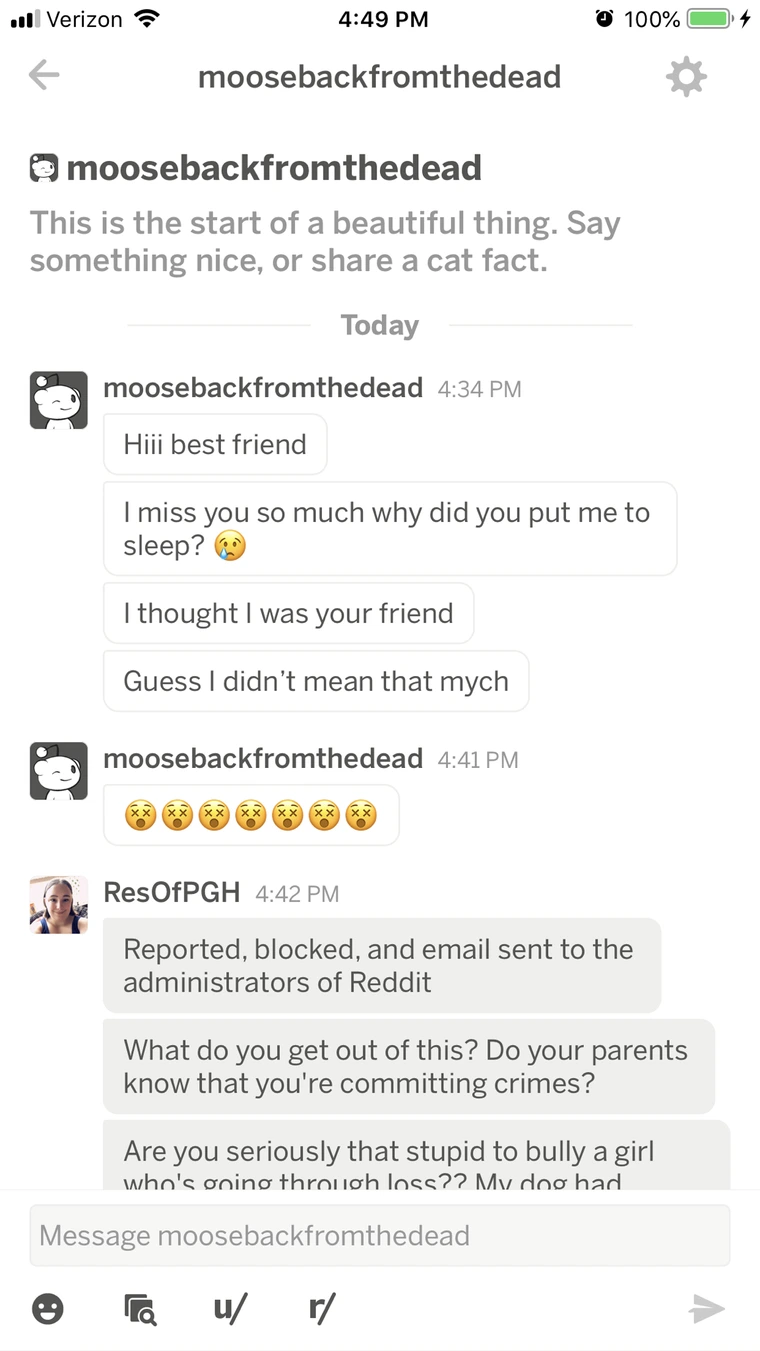 Verizon 4:49 PM 100%
moosebackfromthedead
moosebackfromthedead
This is the start of a beautiful thing. Say
something nice, or share a cat fact.
Today
moosebackfromthedead 4:34 PM
Hiii best friend
I miss you so much why did you put me to
sleep? 😢
I thought I was your friend
Guess I didn’t mean that mych
moosebackfromthedead 4:41 PM
😵😵😵😵😵😵😵
ResOfPGH 4:42 PM
Reported, blocked, and email sent to the
administrators of Reddit
What do you get out of this? Do your parents
know that you're committing crimes?
Are you seriously that stupid to bully a girl
who's going through loss?? My dog had
Message moosebackfromthedead
u/ r/